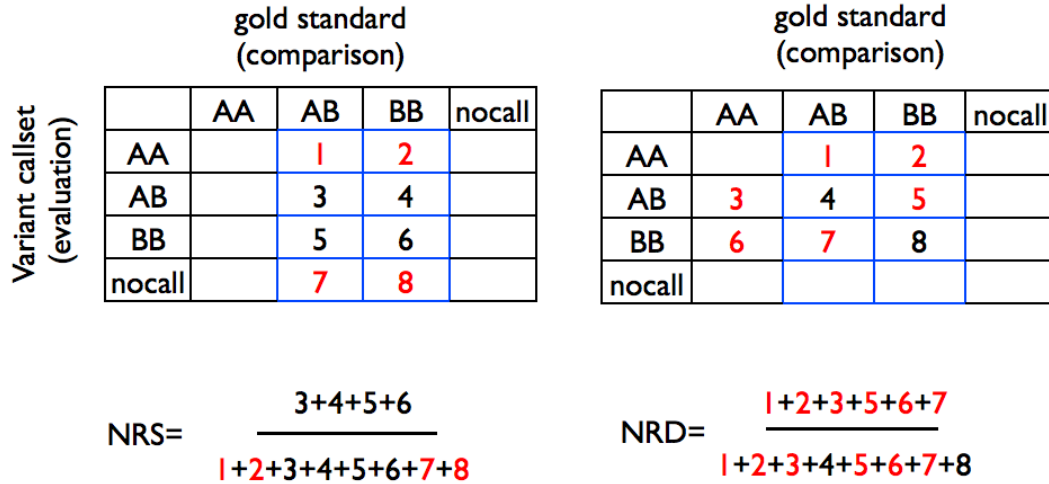 gold standard
(comparison)
Variant callset
(evaluation)
AA AB BB nocall
AA 1 2
AB 3 4
BB 5 6
nocall 7 8
NRS=
3+4+5+6
1+2+3+4+5+6+7+8
gold standard
(comparison)
AA AB BB nocall
AA 1 2
AB 3 4 5
BB 6 7 8
nocall
NRD=
1+2+3+5+6+7
1+2+3+4+5+6+7+8